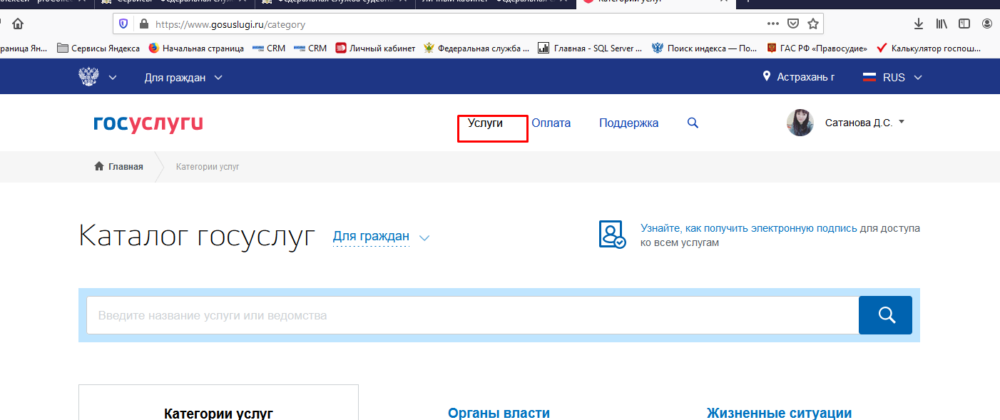 https://www.gosuslugi.ru/category
Сервисы Яндекса
Начальная страница
CRM
CRM
Личный кабинет
Федеральная служба ...
Главная - SQL Server ...
Поиск индекса — По...
ГАС РФ «Правосудие»
Калькулятор госпош...
Для граждан
Астрахань г
RUS
госуслуги
Услуги
Оплата
Поддержка
Сатанова Д.С.
Главная
Категории услуг
Каталог госуслуг
Для граждан
Узнайте, как получить электронную подпись для доступа
ко всем услугам
Введите название услуги или ведомства
Категории услуг
Органы власти
Жизненные ситуации